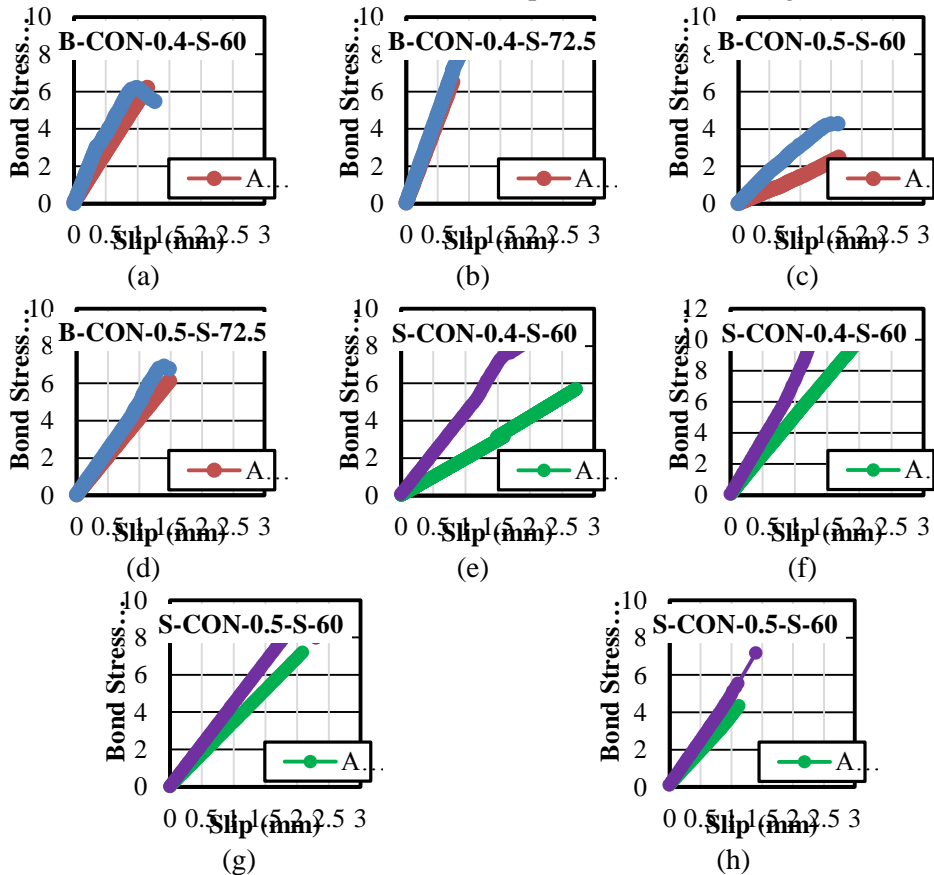 10
B-CON-0.4-S-60
8
6
4
2
0
Bond Stress…
A…
0 0.5 1 1.5 2 2.5 3
Slip (mm)
(a)
10
B-CON-0.4-S-72.5
8
6
4
2
0
Bond Stress…
A…
0 0.5 1 1.5 2 2.5 3
Slip (mm)
(b)
10
B-CON-0.5-S-60
8
6
4
2
0
Bond Stress…
A…
0 0.5 1 1.5 2 2.5 3
Slip (mm)
(c)
10
B-CON-0.5-S-72.5
8
6
4
2
0
Bond Stress…
A…
0 0.5 1 1.5 2 2.5 3
Slip (mm)
(d)
10
S-CON-0.4-S-60
8
6
4
2
0
Bond Stress…
A…
0 0.5 1 1.5 2 2.5 3
Slip (mm)
(e)
12
S-CON-0.4-S-60
10
8
6
4
2
0
Bond Stress…
A…
0 0.5 1 1.5 2 2.5 3
Slip (mm)
(f)
10
S-CON-0.5-S-60
8
6
4
2
0
Bond Stress…
A…
0 0.5 1 1.5 2 2.5 3
Slip (mm)
(g)
10
S-CON-0.5-S-60
8
6
4
2
0
Bond Stress…
A…
0 0.5 1 1.5 2 2.5 3
Slip (mm)
(h)